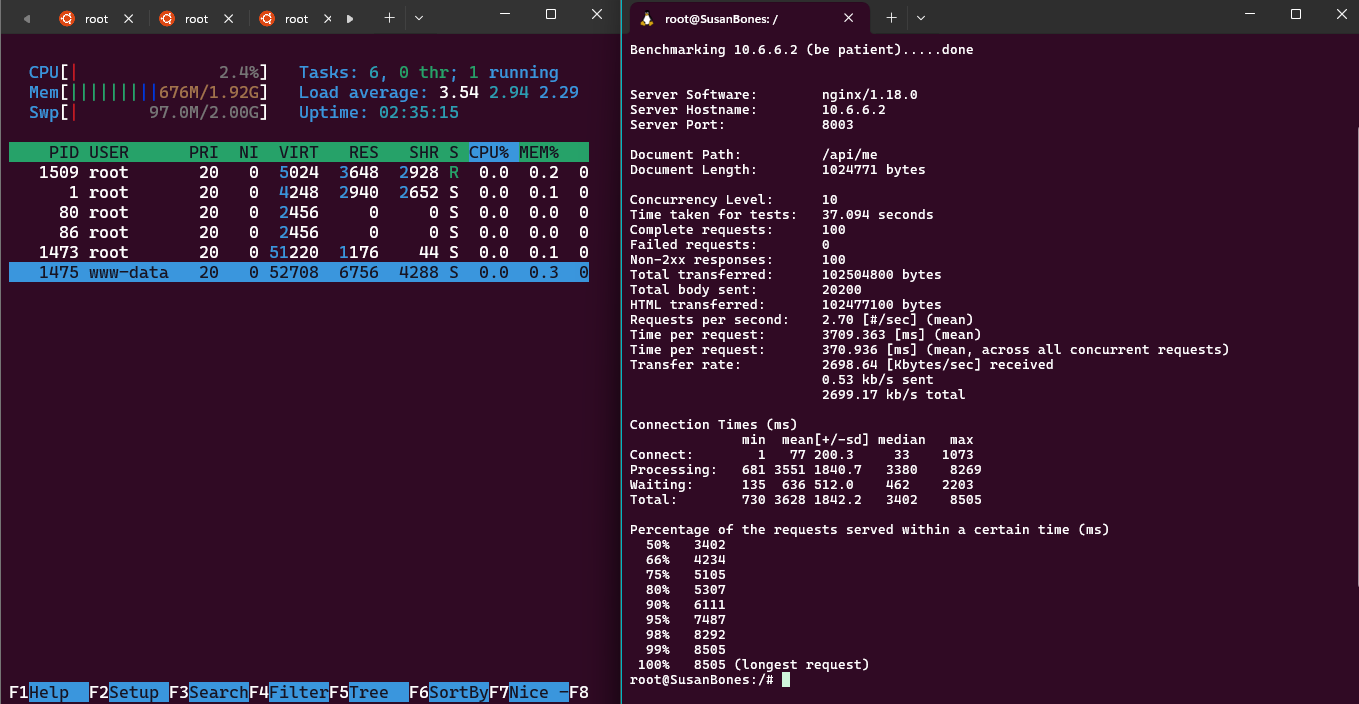 root root root
CPU[| 2.4%] Tasks: 6, 0 thr; 1 running
Mem[||||||||||676M/1.92G] Load average: 3.54 2.94 2.29
Swp[| 97.0M/2.00G] Uptime: 02:35:15
PID USER PRI NI VIRT RES SHR S CPU% MEM%
1509 root 20 0 5024 3648 2928 R 0.0 0.2 0
1 root 20 0 4248 2940 2652 S 0.0 0.1 0
80 root 20 0 2456 0 0 S 0.0 0.0 0
86 root 20 0 2456 0 0 S 0.0 0.0 0
1473 root 20 0 51220 1176 44 S 0.0 0.1 0
1475 www-data 20 0 52708 6756 4288 S 0.0 0.3 0
F1Help F2Setup F3SearchF4FilterF5Tree F6SortByF7Nice -F8
root@SusanBones: /
Benchmarking 10.6.6.2 (be patient).....done
Server Software: nginx/1.18.0
Server Hostname: 10.6.6.2
Server Port: 8003
Document Path: /api/me
Document Length: 1024771 bytes
Concurrency Level: 10
Time taken for tests: 37.094 seconds
Complete requests: 100
Failed requests: 0
Non-2xx responses: 100
Total transferred: 102504800 bytes
Total body sent: 20200
HTML transferred: 102477100 bytes
Requests per second: 2.70 [#/sec] (mean)
Time per request: 3709.363 [ms] (mean)
Time per request: 370.936 [ms] (mean, across all concurrent requests)
Transfer rate: 2698.64 [Kbytes/sec] received
0.53 kb/s sent
2699.17 kb/s total
Connection Times (ms)
min mean[+/-sd] median max
Connect: 1 77 200.3 33 1073
Processing: 681 3551 1840.7 3380 8269
Waiting: 135 636 512.0 462 2203
Total: 730 3628 1842.2 3402 8505
Percentage of the requests served within a certain time (ms)
50% 3402
66% 4234
75% 5105
80% 5307
90% 6111
95% 7487
98% 8292
99% 8505
100% 8505 (longest request)
root@SusanBones:/#